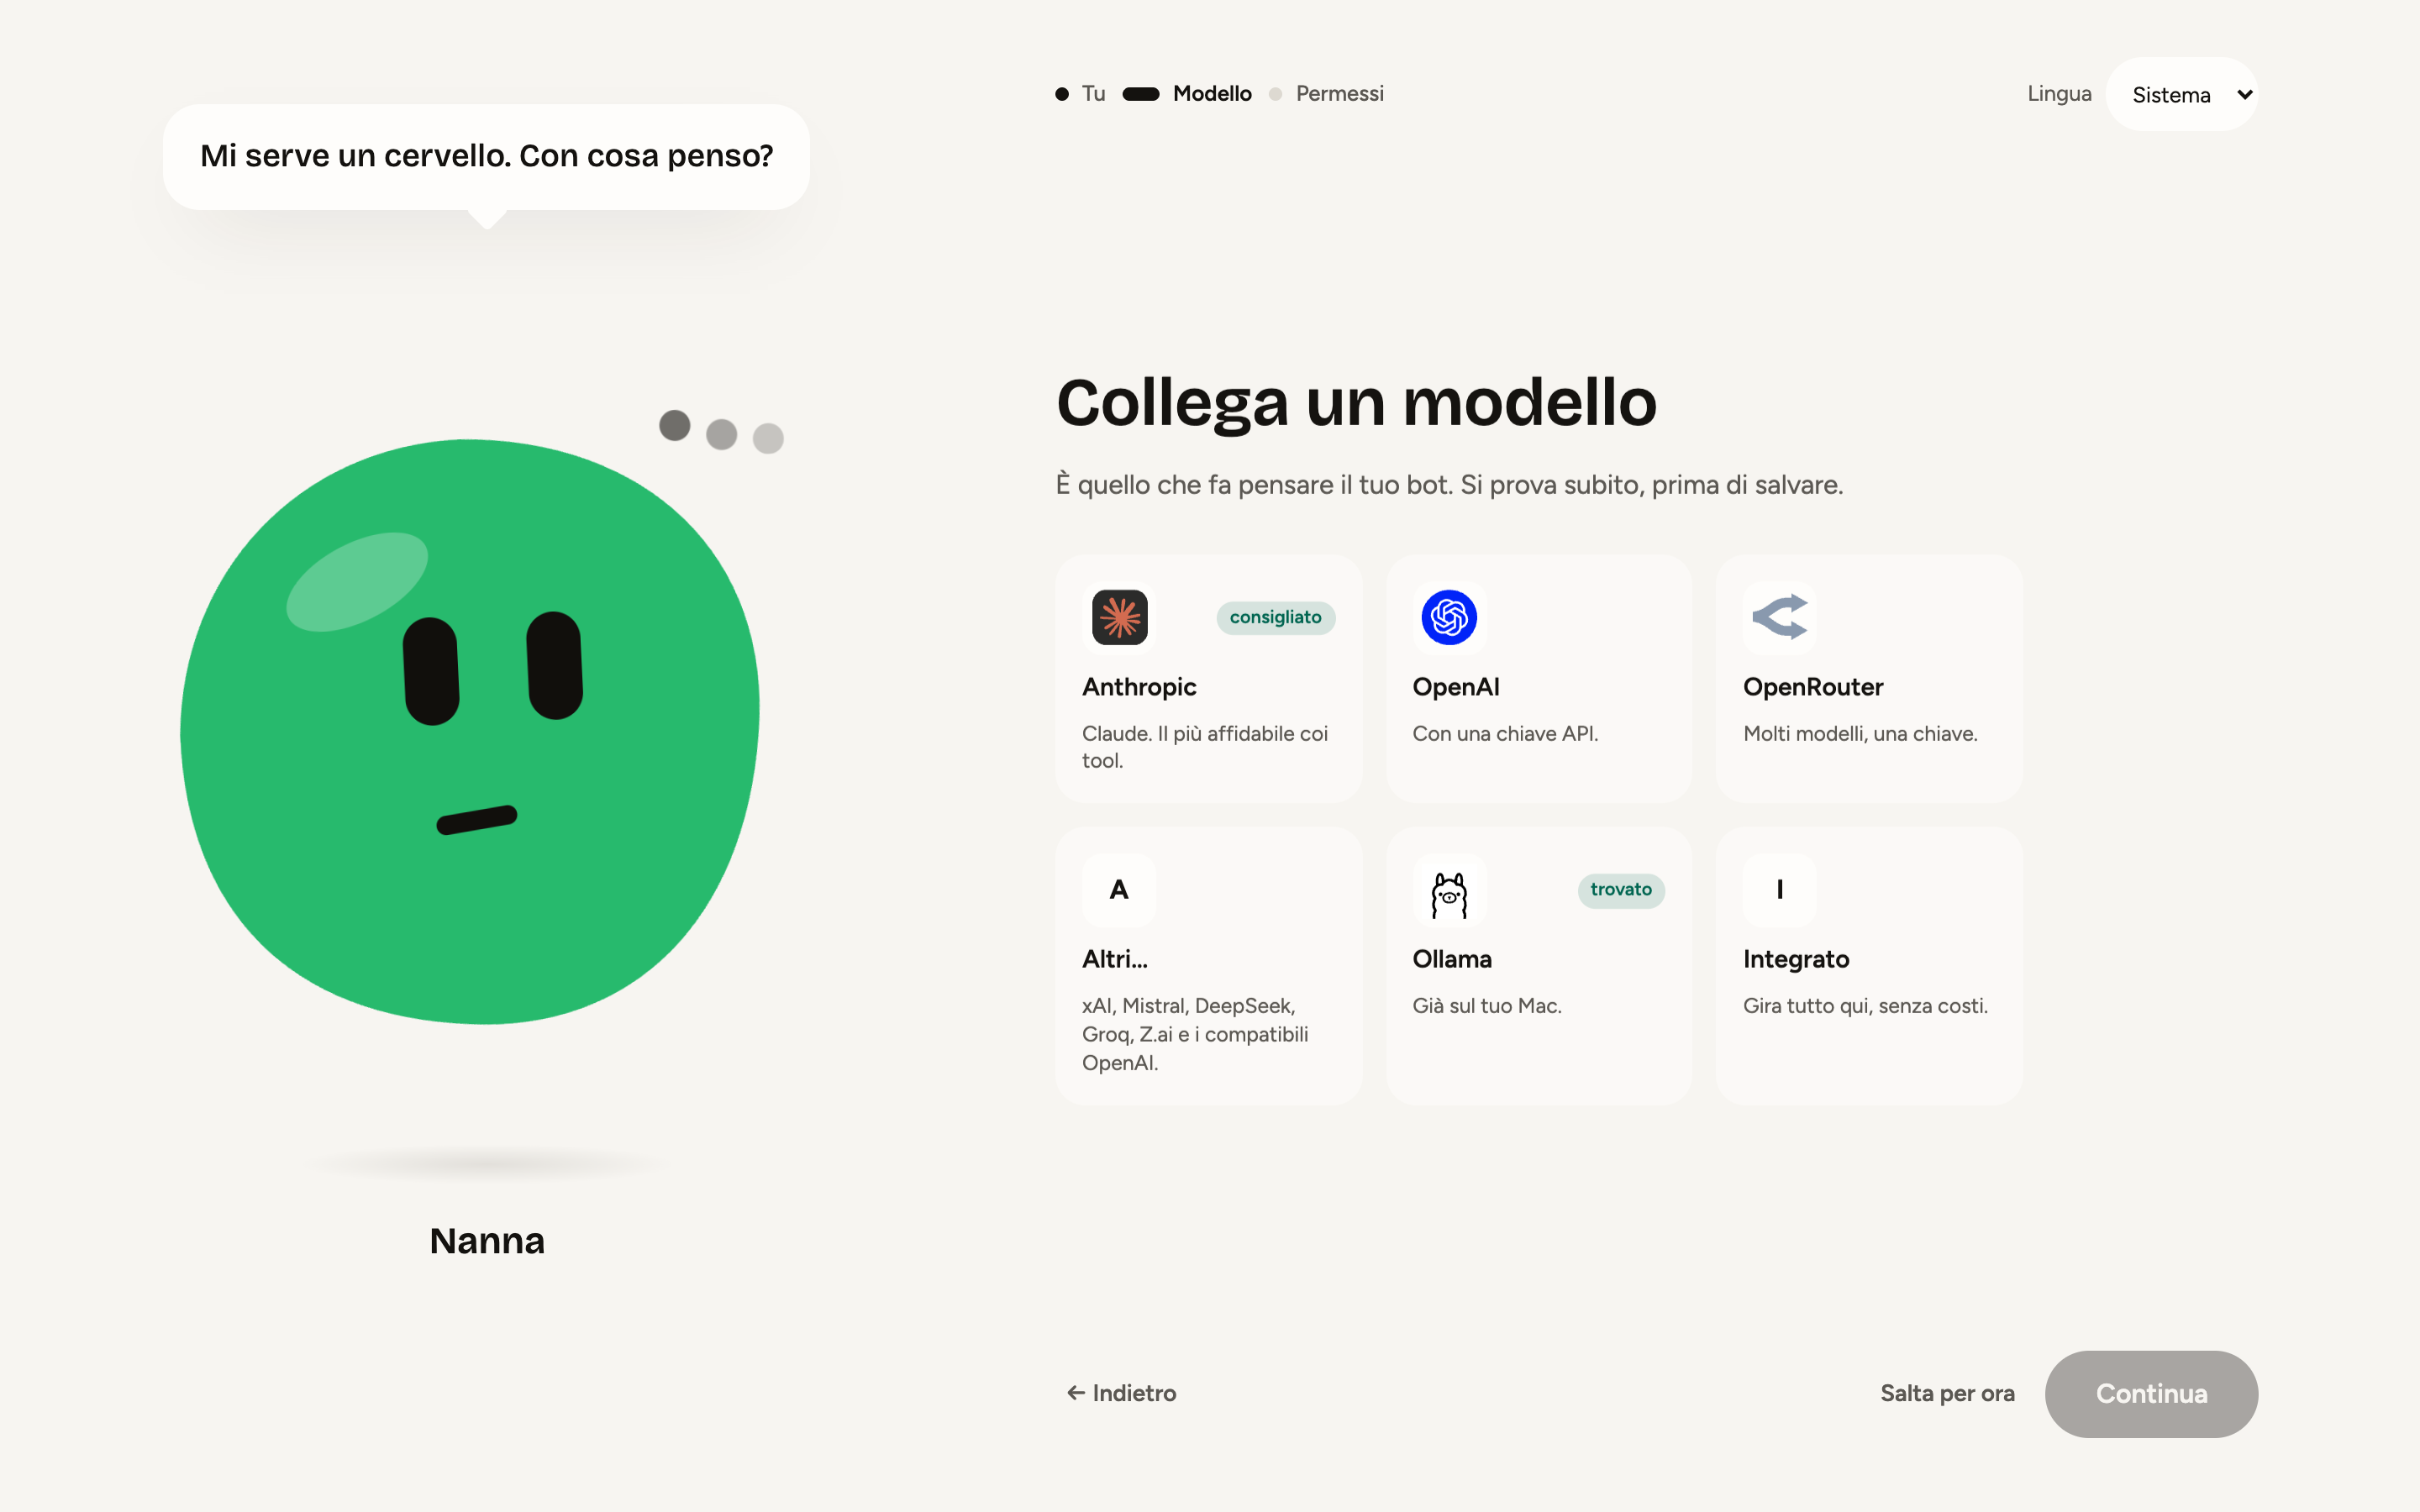 Mi serve un cervello. Con cosa penso?
Nanna
Tu
Modello
Permessi
Lingua
Sistema
Collega un modello
È quello che fa pensare il tuo bot. Si prova subito, prima di salvare.
consigliato
Anthropic
Claude. Il più affidabile coi
tool.
OpenAI
Con una chiave API.
OpenRouter
Molti modelli, una chiave.
A
Altri...
xAI, Mistral, DeepSeek,
Groq, Z.ai e i compatibili
OpenAI.
trovato
Ollama
Già sul tuo Mac.
I
Integrato
Gira tutto qui, senza costi.
← Indietro
Salta per ora
Continua